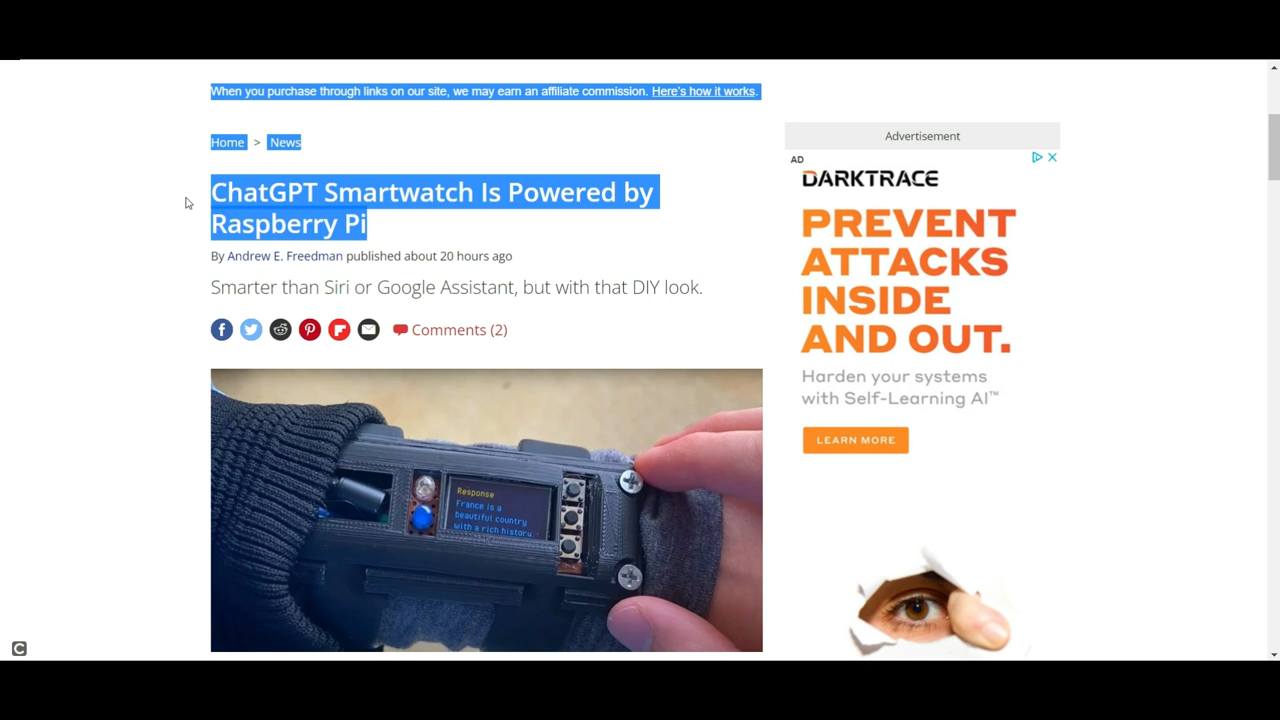 When you purchase through links on our site, we may earn an affiliate commission. Here's how it works.
Home > News
ChatGPT Smartwatch Is Powered by
Raspberry Pi
By Andrew E. Freedman published about 20 hours ago
Smarter than Siri or Google Assistant, but with that DIY look.
Comments (2)
Response
France is a
beautiful country
with a rich history.
Advertisement
AD
DARKTRACE
PREVENT
ATTACKS
INSIDE
AND OUT.
Harden your systems
with Self-Learning AI™
LEARN MORE
C